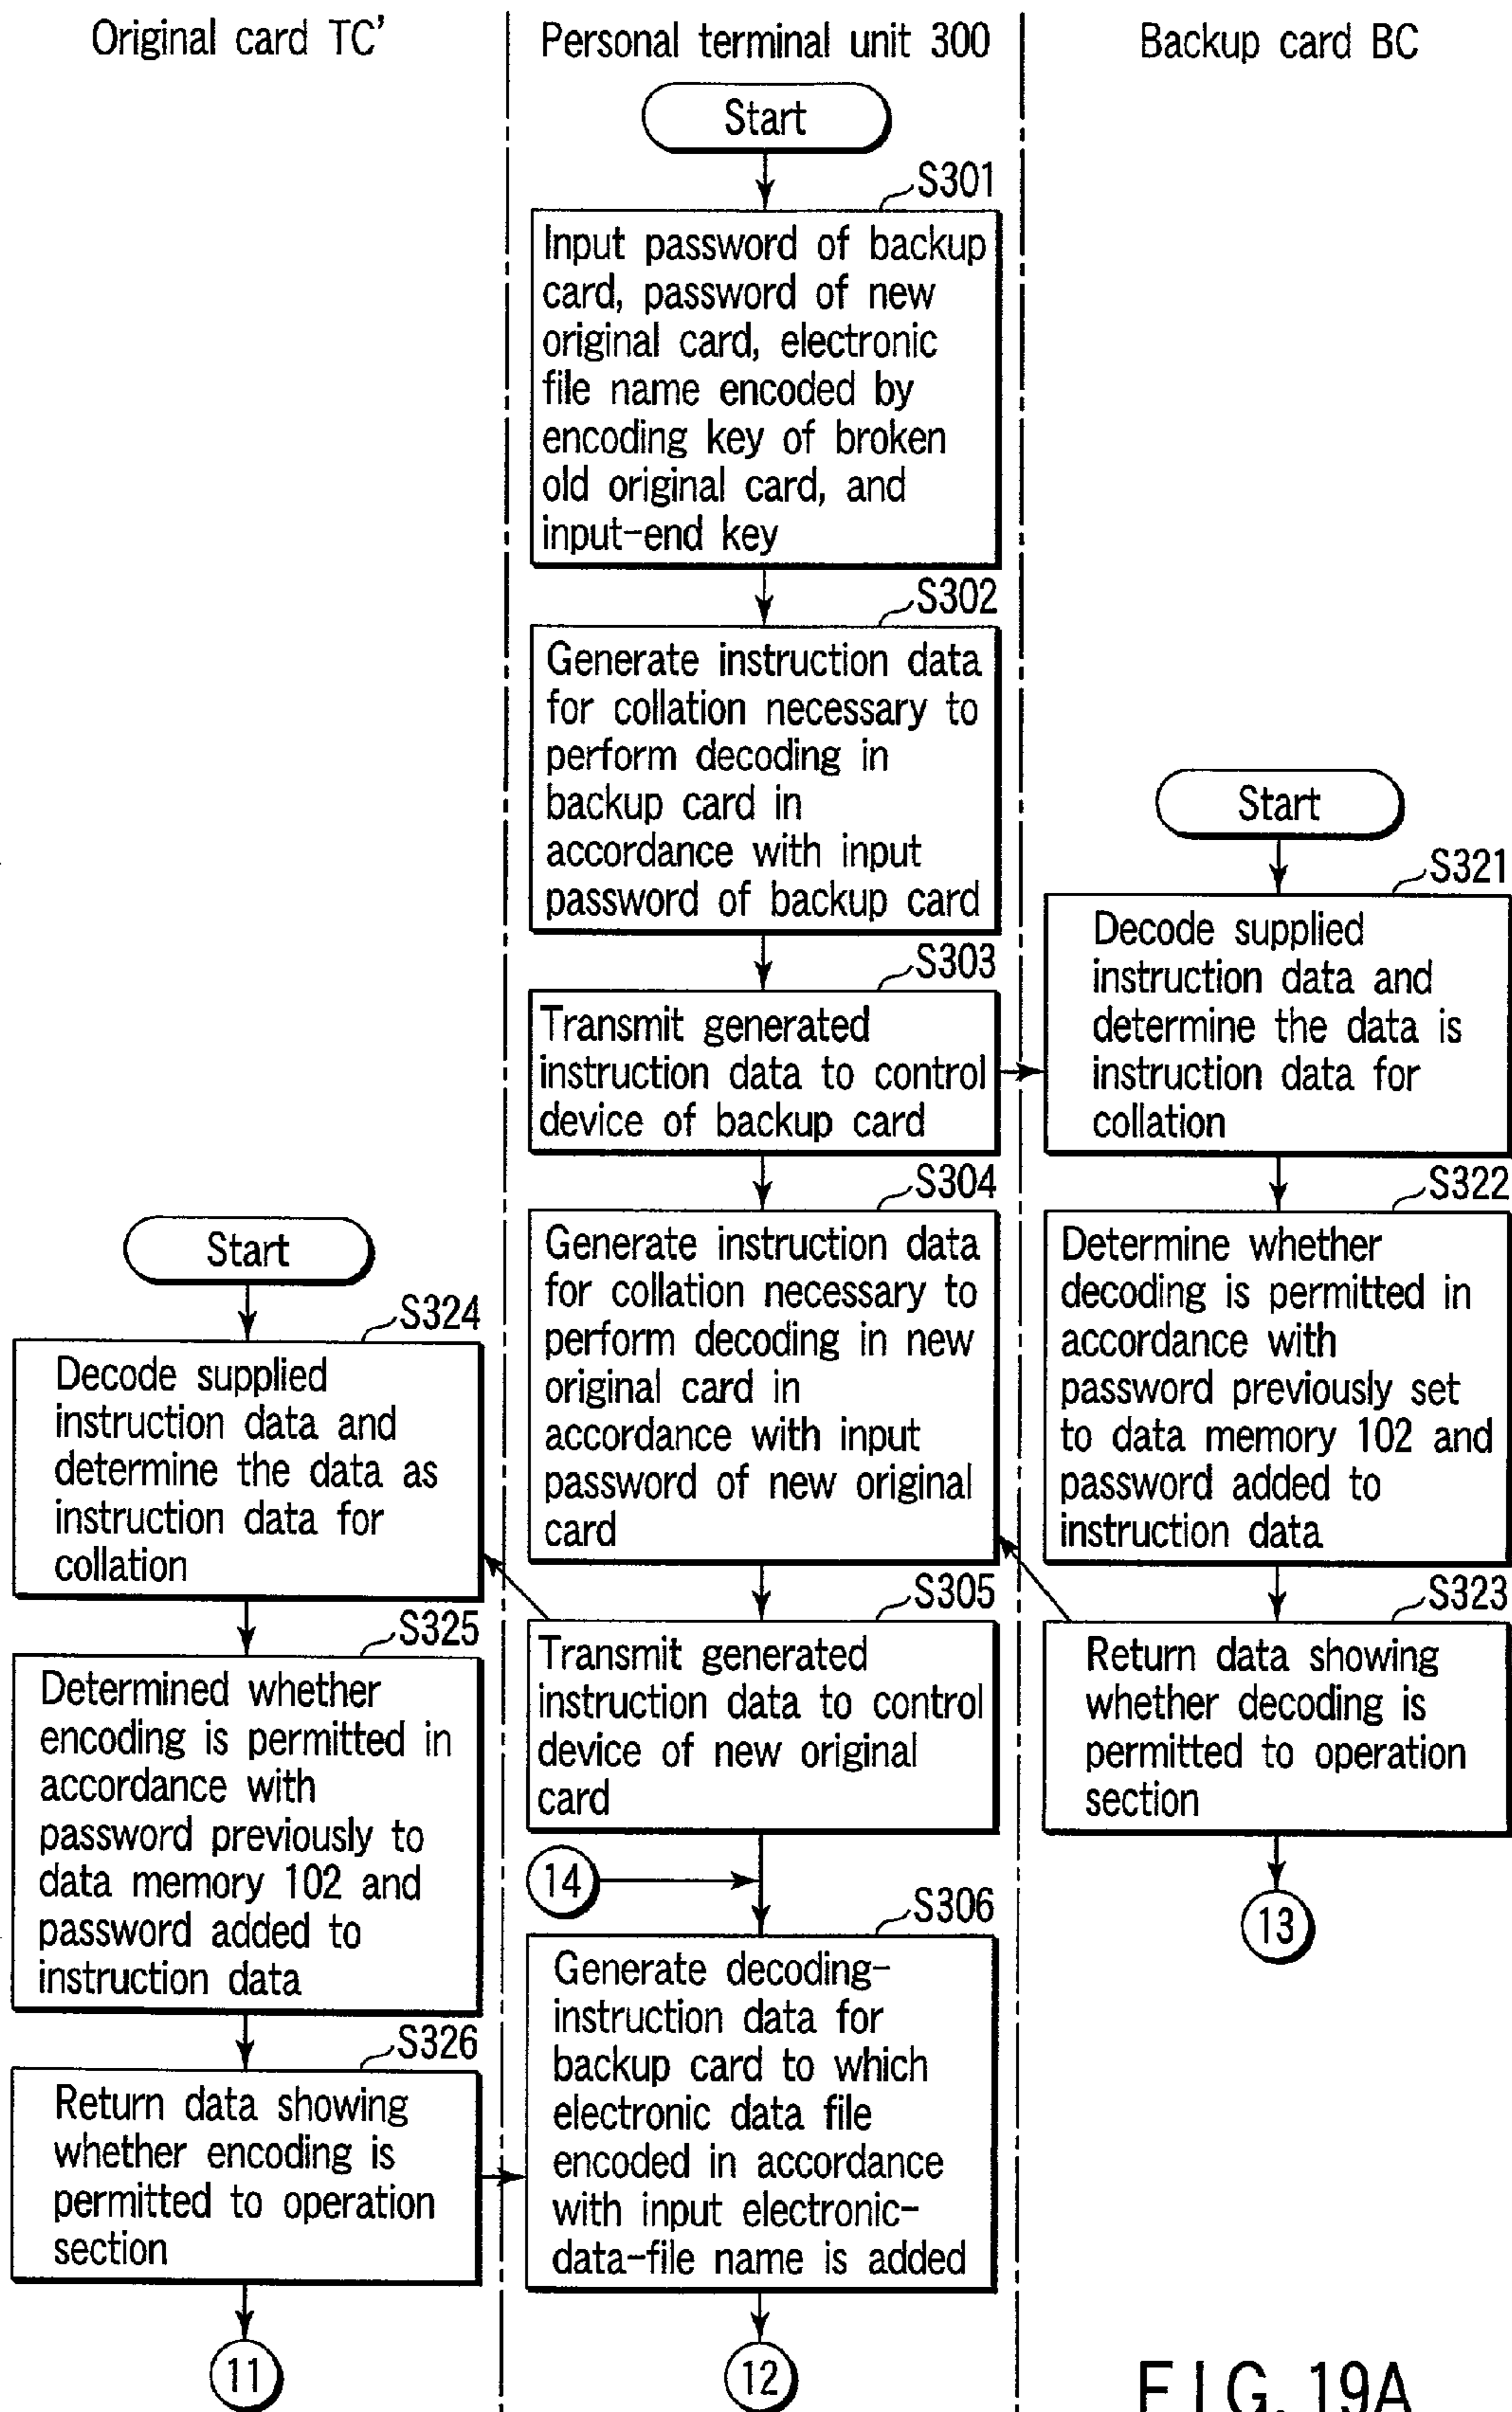 Original card TC'
Personal terminal unit 300
Backup card BC
Start
S301
Input password of backup
card, password of new
original card, electronic
file name encoded by
encoding key of broken
old original card, and
input-end key
S302
Generate instruction data
for collation necessary to
perform decoding in
backup card in
accordance with input
password of backup card
S303
Transmit generated
instruction data to control
device of backup card
Start
S321
Decode supplied
instruction data and
determine the data is
instruction data for
collation
S322
Determine whether
decoding is permitted in
accordance with
password previously set
to data memory 102 and
password added to
instruction data
S323
Return data showing
whether decoding is
permitted to operation
section
13
S304
Generate instruction data
for collation necessary to
perform decoding in new
original card in
accordance with input
password of new original
card
S305
Transmit generated
instruction data to control
device of new original
card
Start
S324
Decode supplied
instruction data and
determine the data as
instruction data for
collation
S325
Determined whether
encoding is permitted in
accordance with
password previously to
data memory 102 and
password added to
instruction data
S326
Return data showing
whether encoding is
permitted to operation
section
11
14
S306
Generate decoding-
instruction data for
backup card to which
electronic data file
encoded in accordance
with input electronic-
data-file name is added
12
FIG. 19A